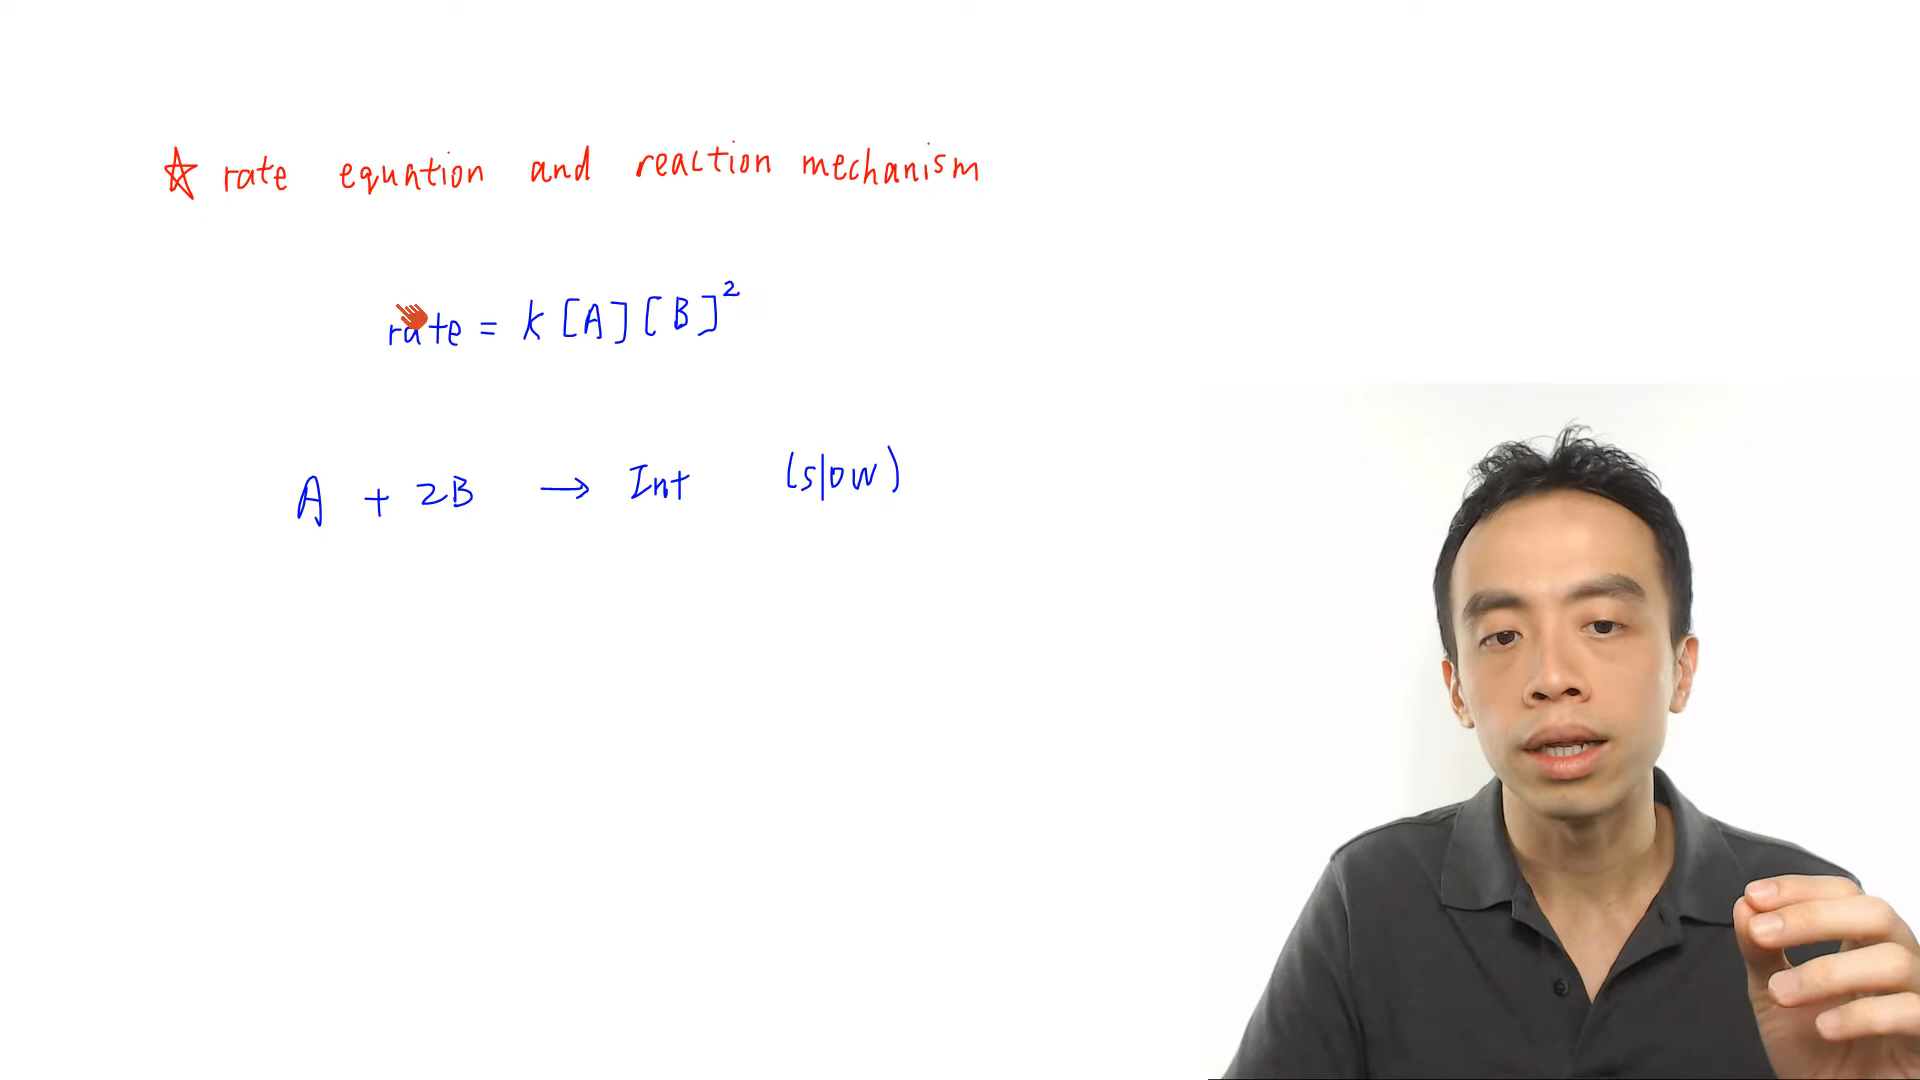 ☆ rate equation and reaction mechanism
rate = k [A] [B]²
A + 2B → Int (slow)